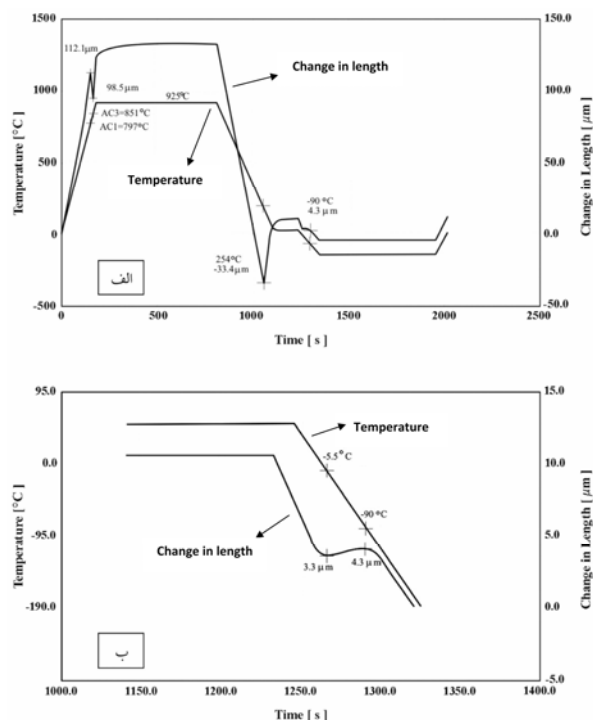 1500
1000
500
0
-500
Temperature [°C]
150.0
100.0
50.0
0.0
50.0
Change in Length [μm]
112.1μm
98.5μm
925°C
AC3=851°C
AC1=797°C
Change in length
Temperature
-90 °C
4.3 μm
254°C
-33.4μm
الف
0
500
1000
1500
2000
2500
Time [ s ]
95.0
0.0
-95.0
-190.0
Temperature [°C]
15.0
10.0
5.0
0.0
-5.0
Change in Length [μm]
Temperature
-5.5°C
-90°C
Change in length
3.3 μm
4.3 μm
ب
1000.0
1100.0
1200.0
1250.0
1300.0
1350.0
1400.0
Time [ s ]